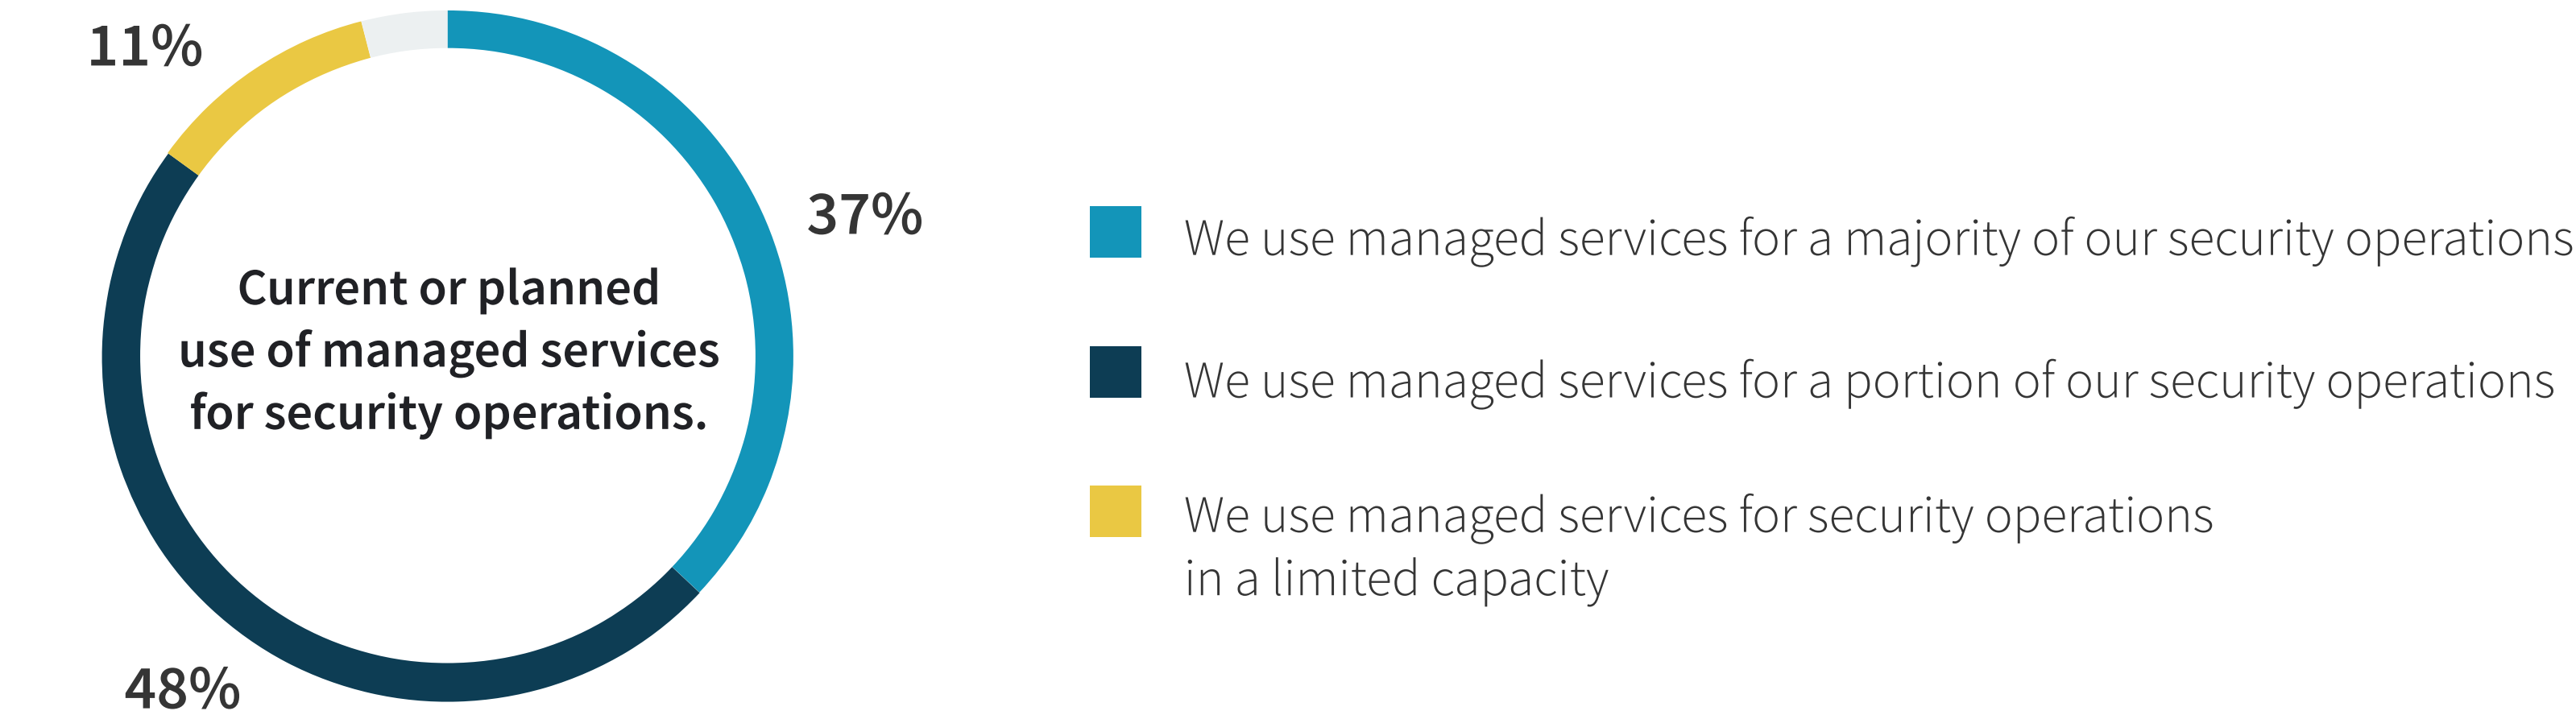 11%
37%
48%
Current or planned
use of managed services
for security operations.
We use managed services for a majority of our security operations
We use managed services for a portion of our security operations
We use managed services for security operations
in a limited capacity